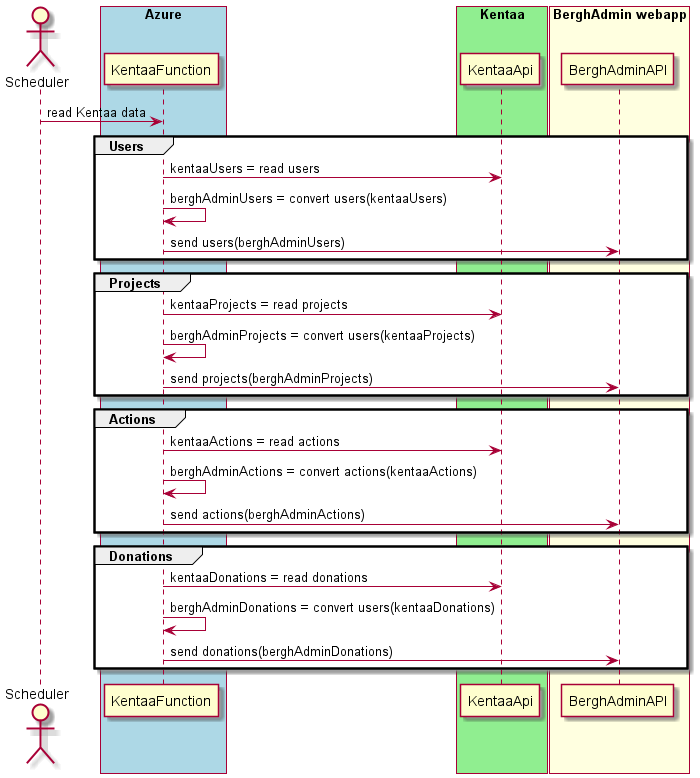 Azure
Kentaa
BerghAdmin webapp
Scheduler
KentaaFunction
KentaaApi
BerghAdminAPI
read Kentaa data
Users
kentaaUsers = read users
berghAdminUsers = convert users(kentaaUsers)
send users(berghAdminUsers)
Projects
kentaaProjects = read projects
berghAdminProjects = convert users(kentaaProjects)
send projects(berghAdminProjects)
Actions
kentaaActions = read actions
berghAdminActions = convert actions(kentaaActions)
send actions(berghAdminActions)
Donations
kentaaDonations = read donations
berghAdminDonations = convert users(kentaaDonations)
send donations(berghAdminDonations)
Scheduler
KentaaFunction
KentaaApi
BerghAdminAPI